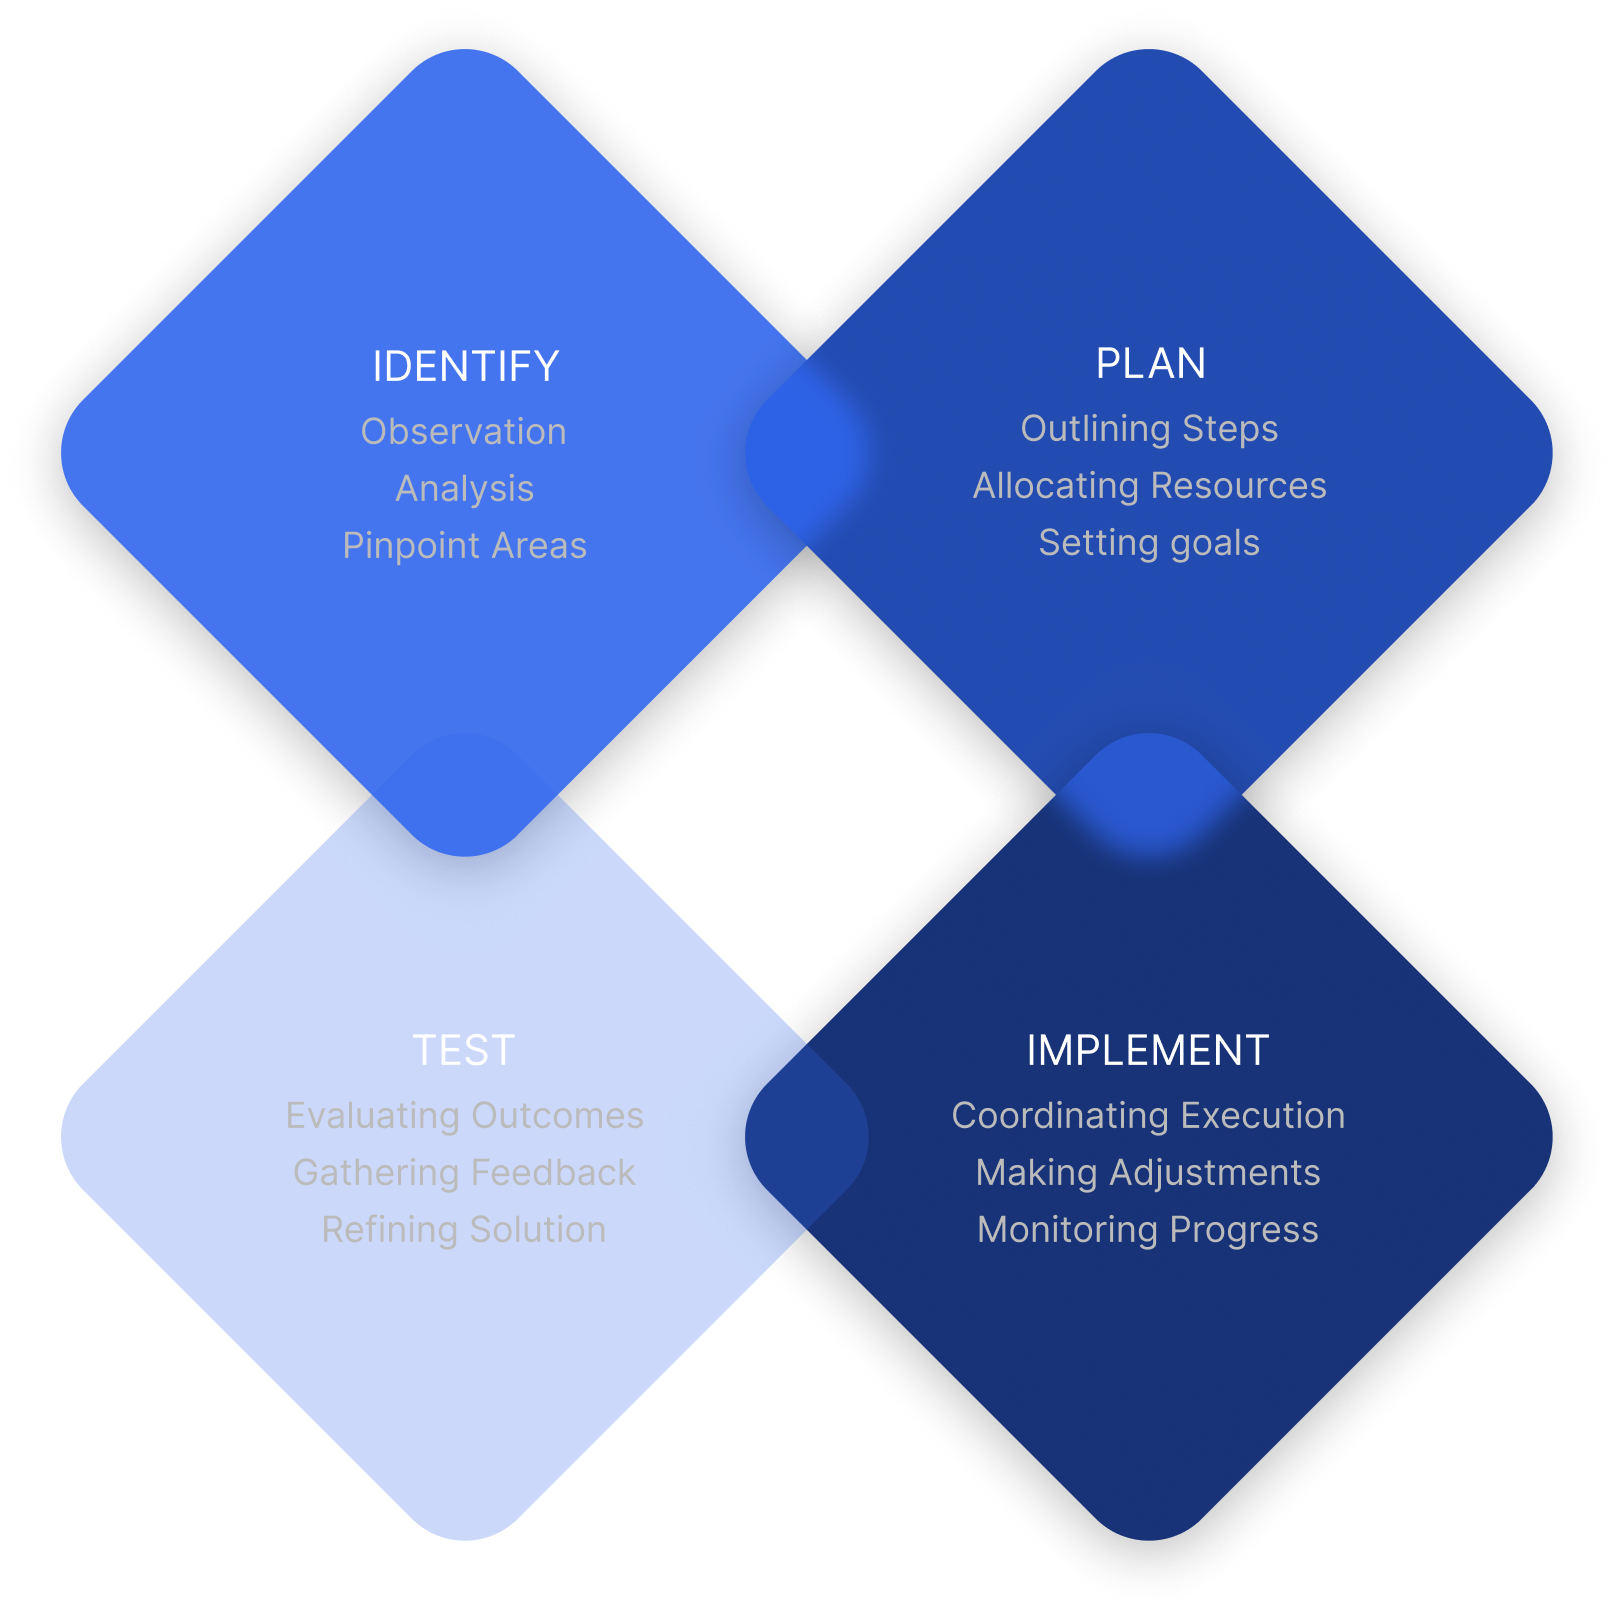 IDENTIFY
Observation
Analysis
Pinpoint Areas
PLAN
Outlining Steps
Allocating Resources
Setting goals
TEST
Evaluating Outcomes
Gathering Feedback
Refining Solution
IMPLEMENT
Coordinating Execution
Making Adjustments
Monitoring Progress